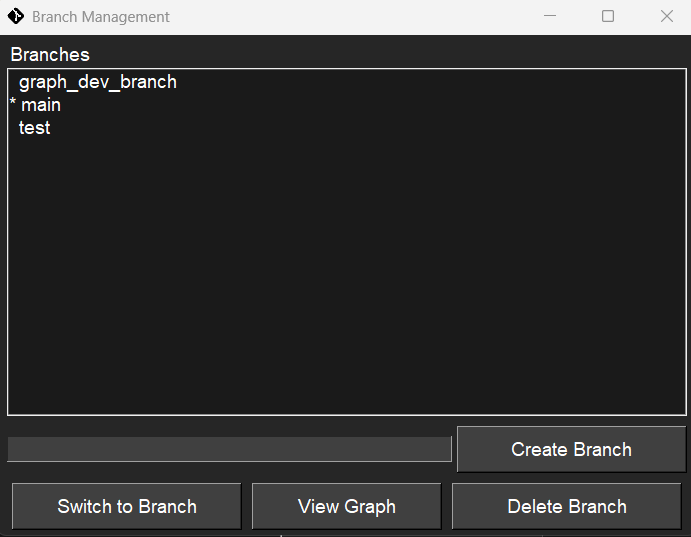 Branch Management
Branches
graph_dev_branch
* main
test
Create Branch
Switch to Branch
View Graph
Delete Branch